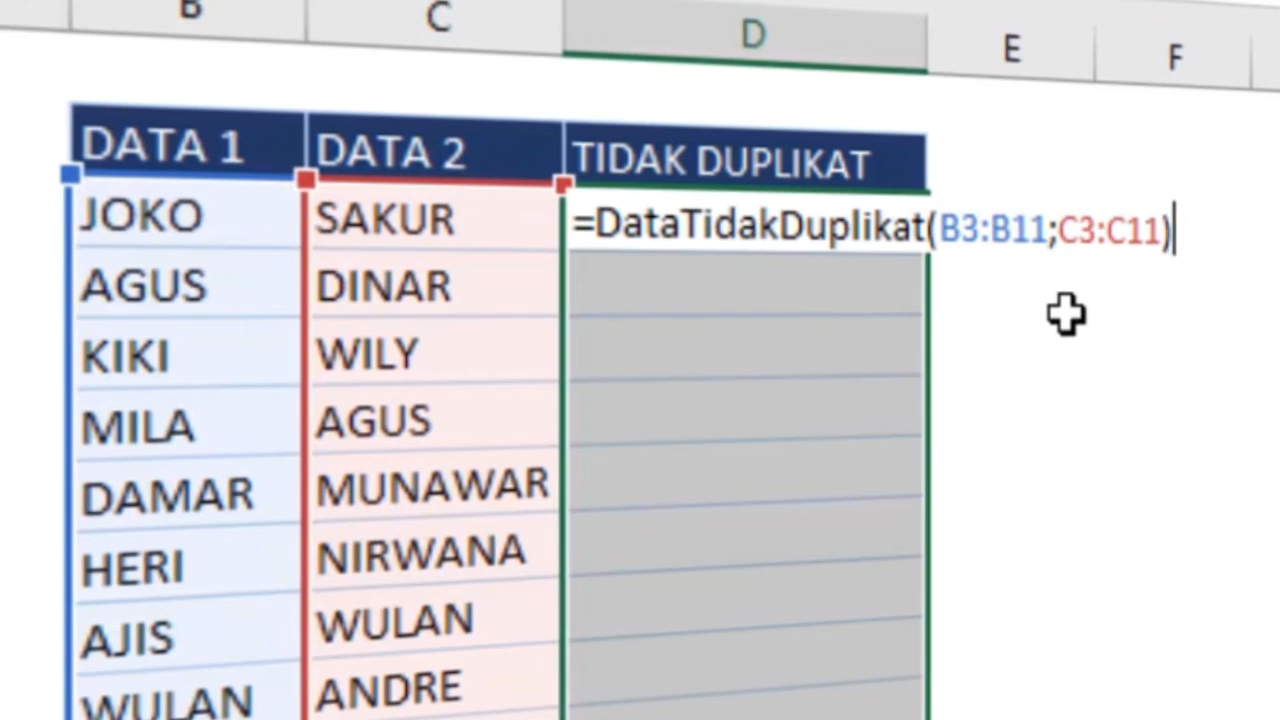 B C D E F
DATA 1 DATA 2 TIDAK DUPLIKAT
JOKO SAKUR =DataTidakDuplikat(B3:B11;C3:C11)
AGUS DINAR
KIKI WILY
MILA AGUS
DAMAR MUNAWAR
HERI NIRWANA
AJIS WULAN
WULAN ANDRE